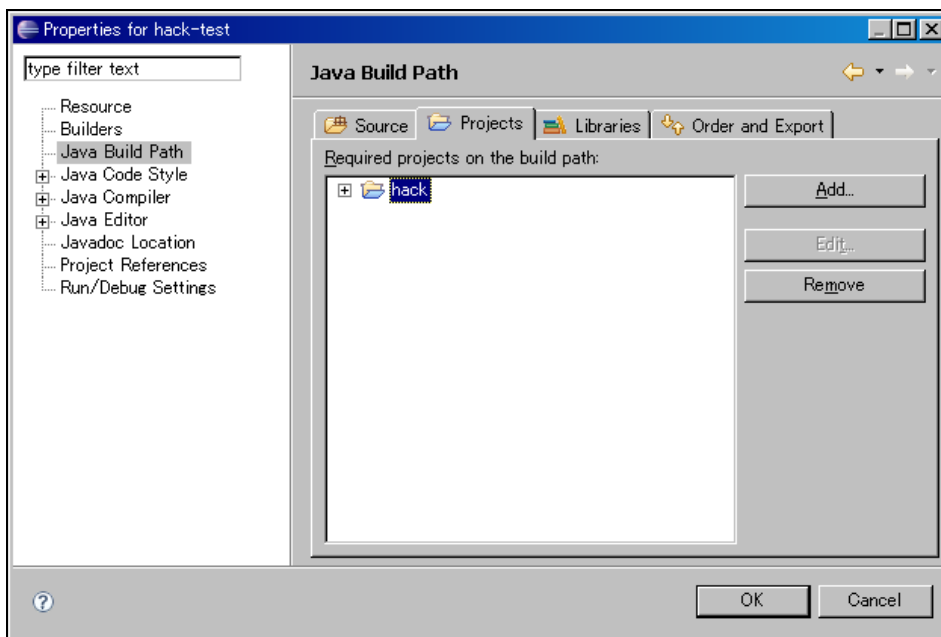 Properties for hack-test
type filter text
Resource
Builders
Java Build Path
Java Code Style
Java Compiler
Java Editor
Javadoc Location
Project References
Run/Debug Settings
Java Build Path
Source Projects Libraries Order and Export
Required projects on the build path:
hack
Add...
Edit...
Remove
OK Cancel